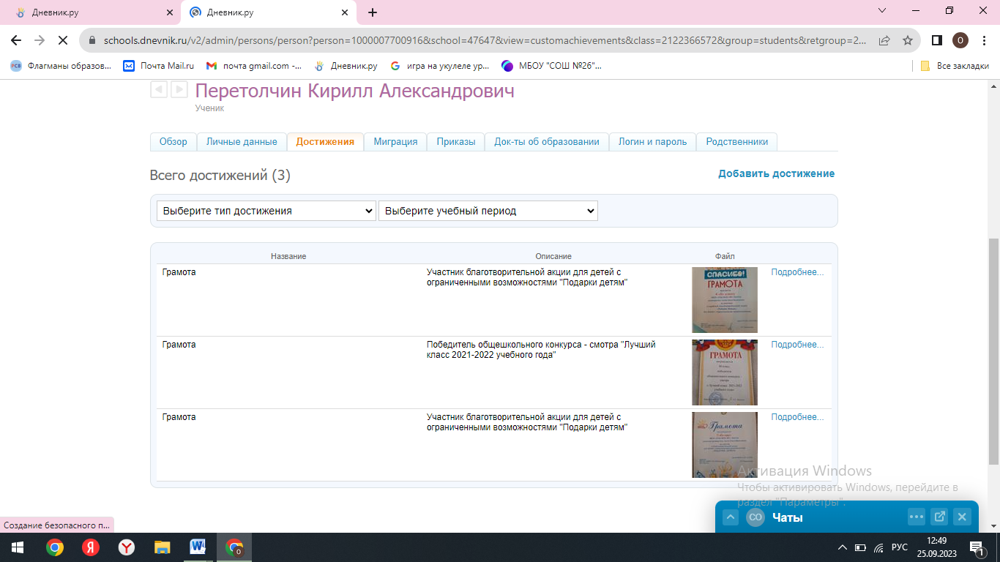 Дневник.ру
Дневник.ру
schools.dnevnik.ru/v2/admin/persons/person?person=1000007700916&school=47647&view=customachievements&class=2122366572&group=students&retgroup=2...
О
Флагманы образов...
Почта Mail.ru
почта gmail.com -...
Дневник.ру
игра на укулеле ур...
МБОУ "СОШ №26"...
Все закладки
Перетолчин Кирилл Александрович
Ученик
Обзор
Личные данные
Достижения
Миграция
Приказы
Док-ты об образовании
Логин и пароль
Родственники
Всего достижений (3)
Добавить достижение
Выберите тип достижения
Выберите учебный период
Название
Описание
Файл
Грамота
Участник благотворительной акции для детей с
ограниченными возможностями "Подарки детям"
СПАСИБО!
ГРАМОТА
Подробнее...
Грамота
Победитель общешкольного конкурса - смотра "Лучший
класс 2021-2022 учебного года"
ГРАМОТА
Подробнее...
Грамота
Участник благотворительной акции для детей с
ограниченными возможностями "Подарки детям"
Грамота
Подробнее...
Активация Windows
Чтобы активировать Windows, перейдите в
раздел "Параметры".
СО
Чаты
Создание безопасного п...
РУС
12:49
25.09.2023
1